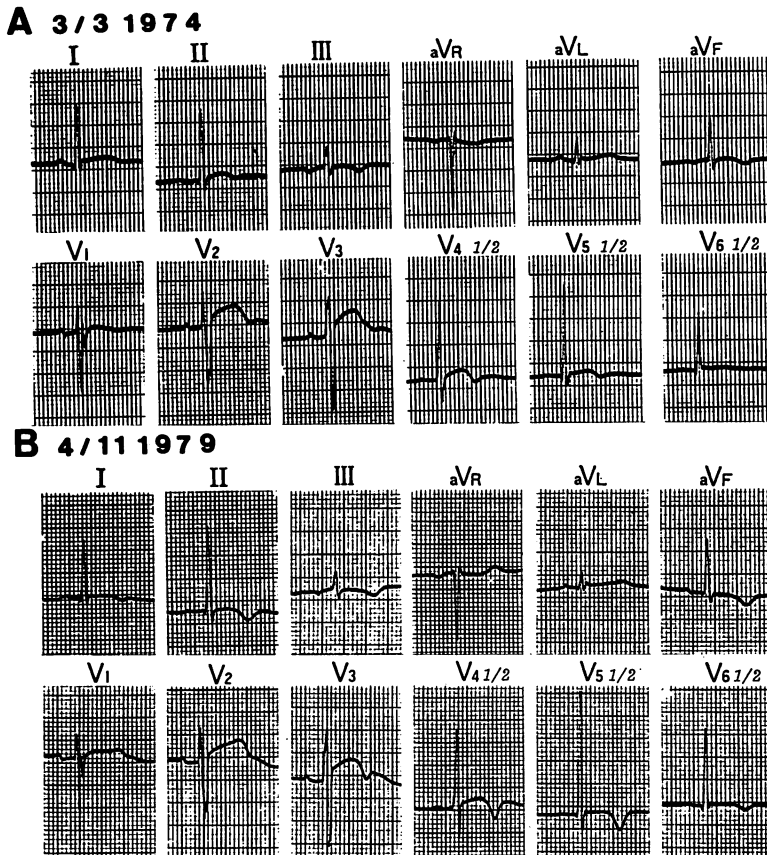 A 3/3 1974
I II III aVR aVL aVF
V1 V2 V3 V4 1/2 V5 1/2 V6 1/2
B 4/11 1979
I II III aVR aVL aVF
V1 V2 V3 V4 1/2 V5 1/2 V6 1/2